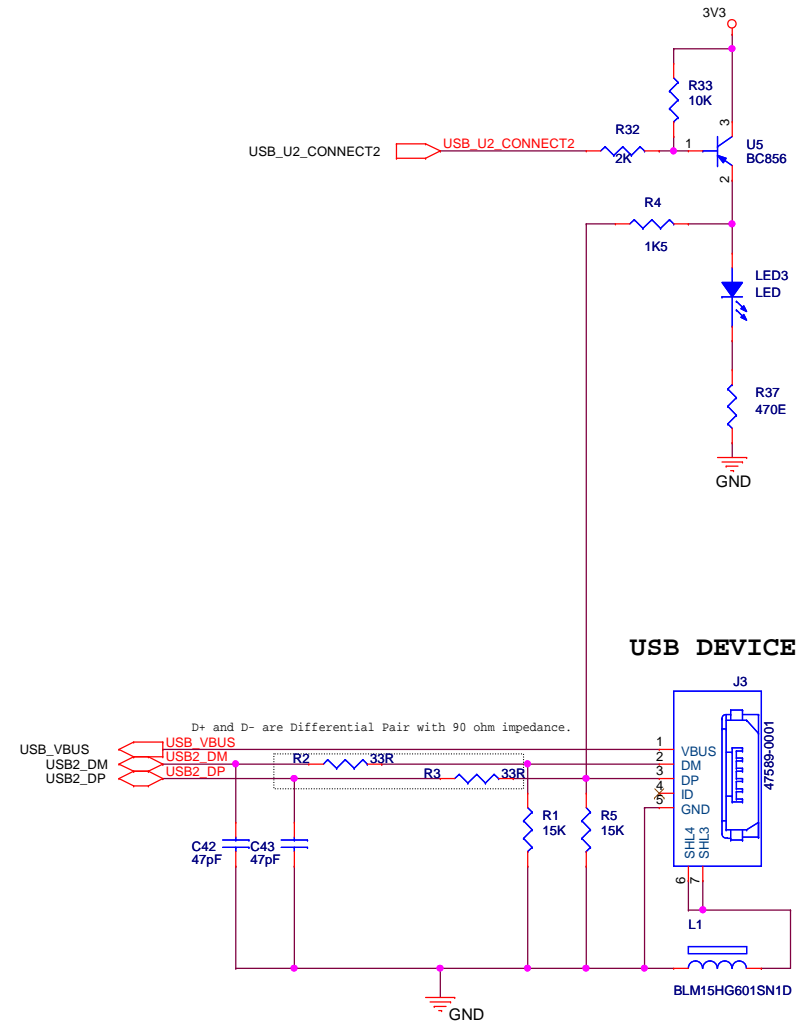 3V3
R33
10K
3
USB_U2_CONNECT2
USB_U2_CONNECT2
R32
2K
1
U5
BC856
2
R4
1K5
LED3
LED
R37
470E
GND
USB DEVICE
J3
D+ and D- are Differential Pair with 90 ohm impedance.
USB_VBUS
USB_VBUS
1
VBUS
USB2_DM
USB2_DM
R2
33R
2
DM
USB2_DP
USB2_DP
R3
33R
3
DP
4
ID
5
GND
47589-0001
R1
15K
R5
15K
C42
47pF
C43
47pF
SHL4
SHL3
6
7
L1
BLM15HG601SN1D
GND